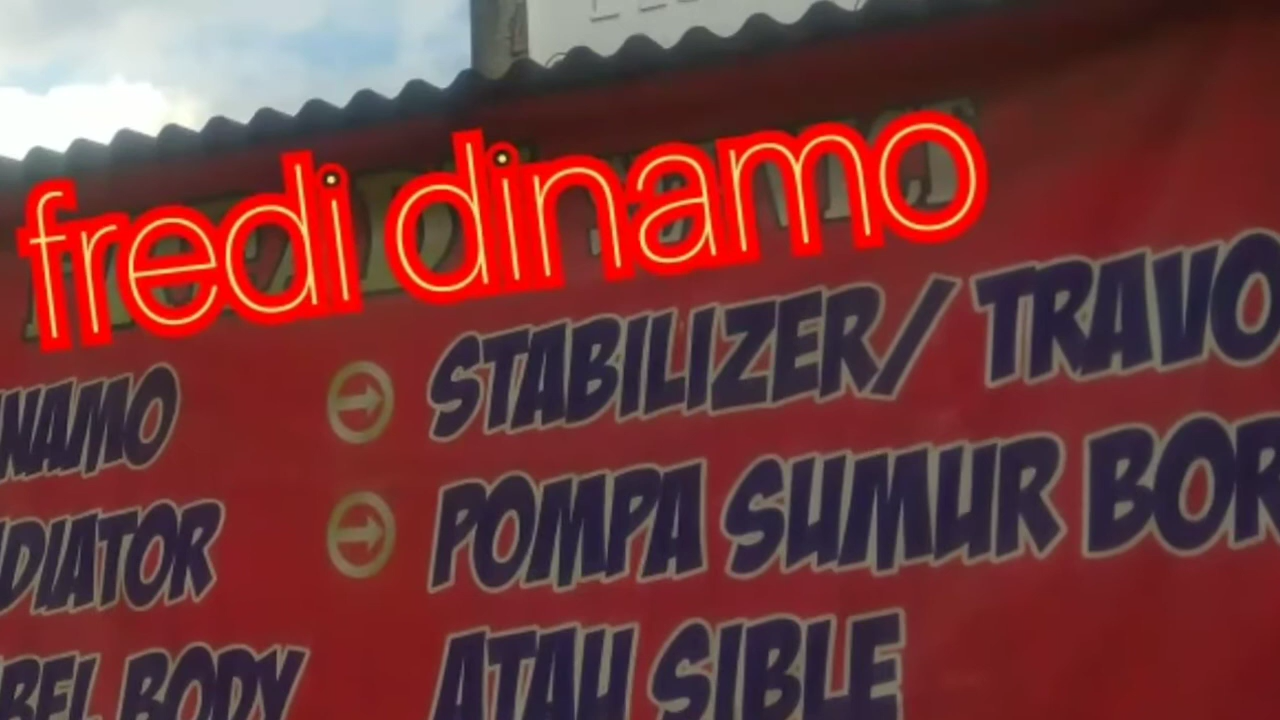 fredi dinamo
NAMO
STABILIZER/ TRAVO
DIATOR
POMPA SUMUR BOR
BEL BODY
ATAU SIBLE